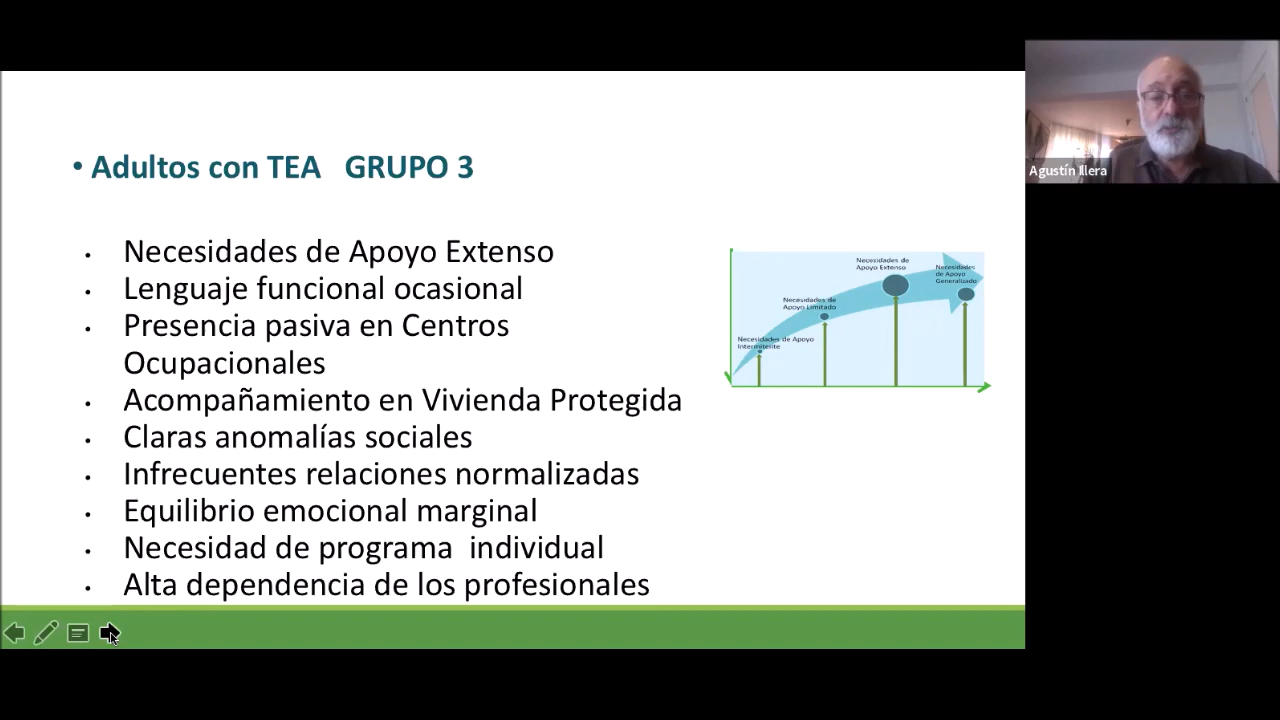 • Adultos con TEA GRUPO 3
• Necesidades de Apoyo Extenso
• Lenguaje funcional ocasional
• Presencia pasiva en Centros
Ocupacionales
• Acompañamiento en Vivienda Protegida
• Claras anomalías sociales
• Infrecuentes relaciones normalizadas
• Equilibrio emocional marginal
• Necesidad de programa individual
• Alta dependencia de los profesionales
Necesidades de Apoyo
Intermitente
Necesidades de
Apoyo Limitado
Necesidades de
Apoyo Extenso
Necesidades
de Apoyo
Generalizado
Agustín Illera